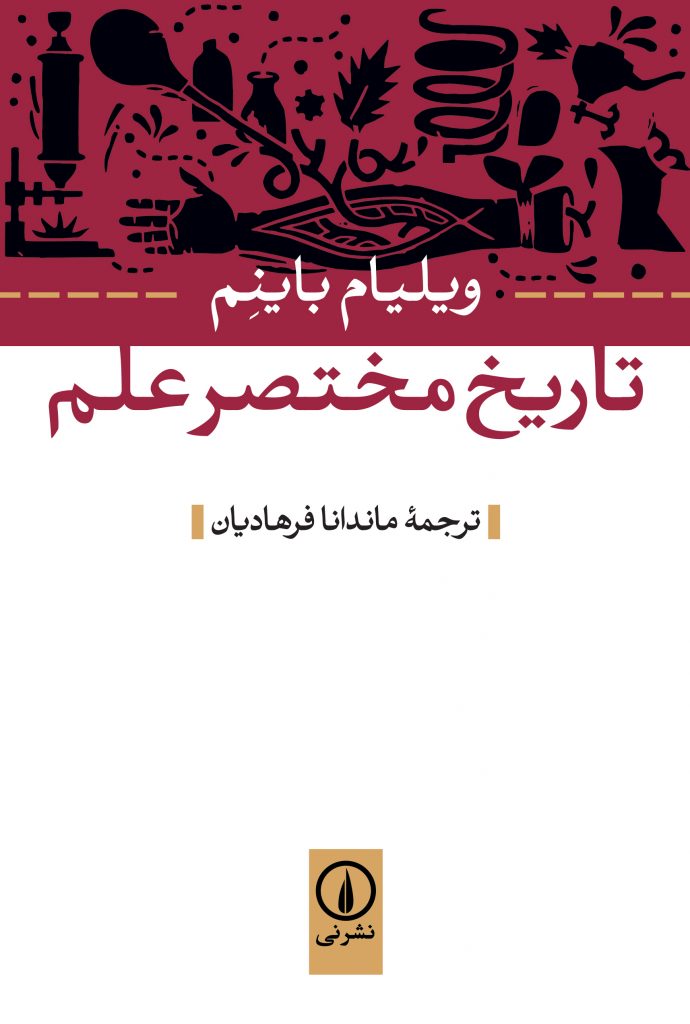 ویلیام باینِم
تاریخ مختصر علم
ترجمهٔ ماندانا فرهادیان
نشرنی